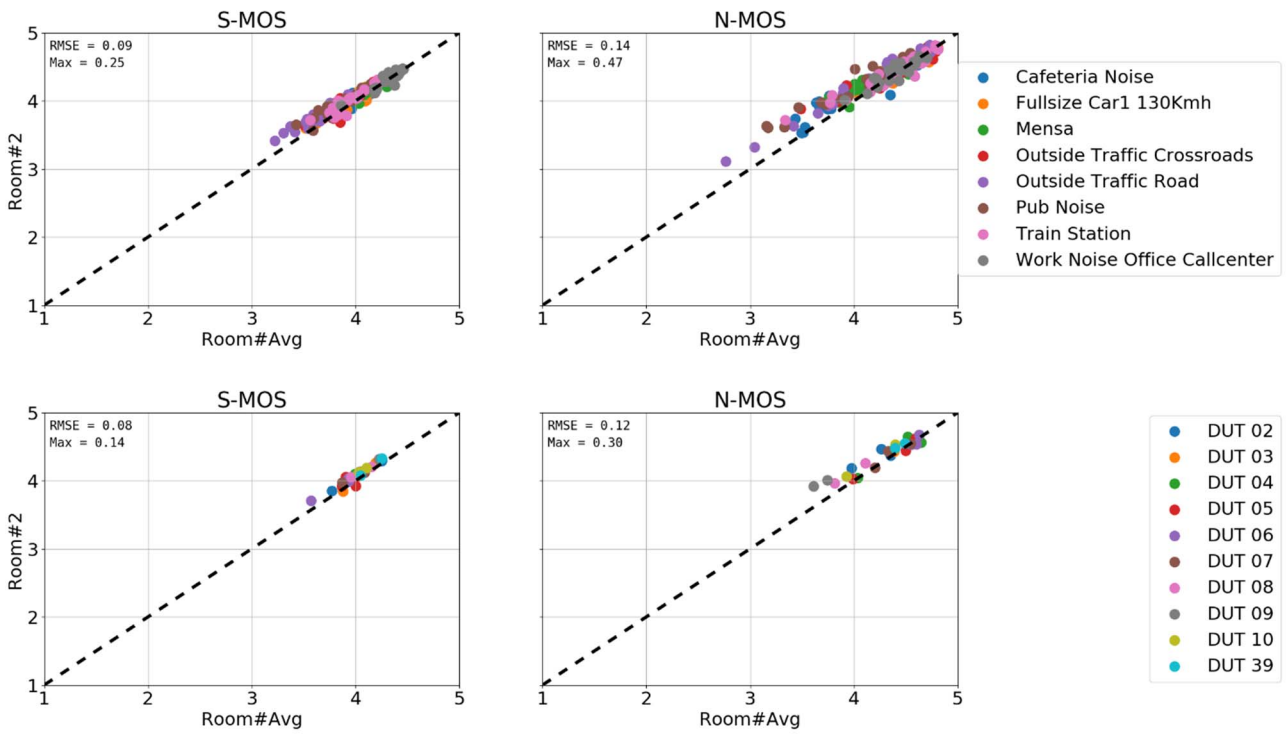 S-MOS
N-MOS
RMSE = 0.09
Max = 0.25
RMSE = 0.14
Max = 0.47
5
4
3
2
1
Room#2
1 2 3 4 5
Room#Avg
1 2 3 4 5
Room#Avg
Cafeteria Noise
Fullsize Car1 130Kmh
Mensa
Outside Traffic Crossroads
Outside Traffic Road
Pub Noise
Train Station
Work Noise Office Callcenter
S-MOS
N-MOS
RMSE = 0.08
Max = 0.14
RMSE = 0.12
Max = 0.30
5
4
3
2
1
Room#2
1 2 3 4 5
Room#Avg
1 2 3 4 5
Room#Avg
DUT 02
DUT 03
DUT 04
DUT 05
DUT 06
DUT 07
DUT 08
DUT 09
DUT 10
DUT 39